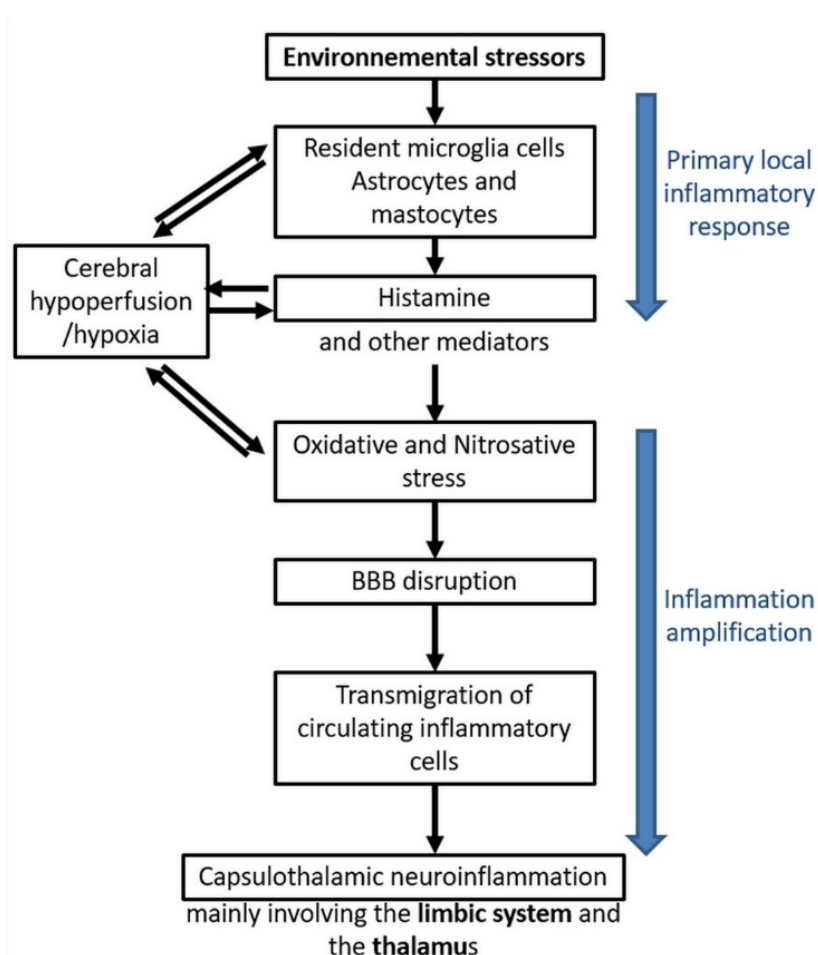 Environnemental stressors
Resident microglia cells
Astrocytes and
mastocytes
Primary local
inflammatory
response
Cerebral
hypoperfusion
/hypoxia
Histamine
and other mediators
Oxidative and Nitrosative
stress
BBB disruption
Inflammation
amplification
Transmigration of
circulating inflammatory
cells
Capsulothalamic neuroinflammation
mainly involving the limbic system and
the thalamus